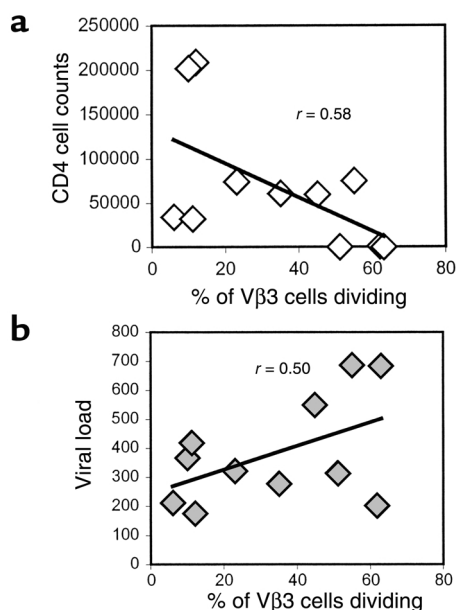 a
CD4 cell counts
250000
200000
150000
100000
50000
0
r = 0.58
0 20 40 60 80
% of Vβ3 cells dividing
b
Viral load
800
700
600
500
400
300
200
100
0
r = 0.50
0 20 40 60 80
% of Vβ3 cells dividing